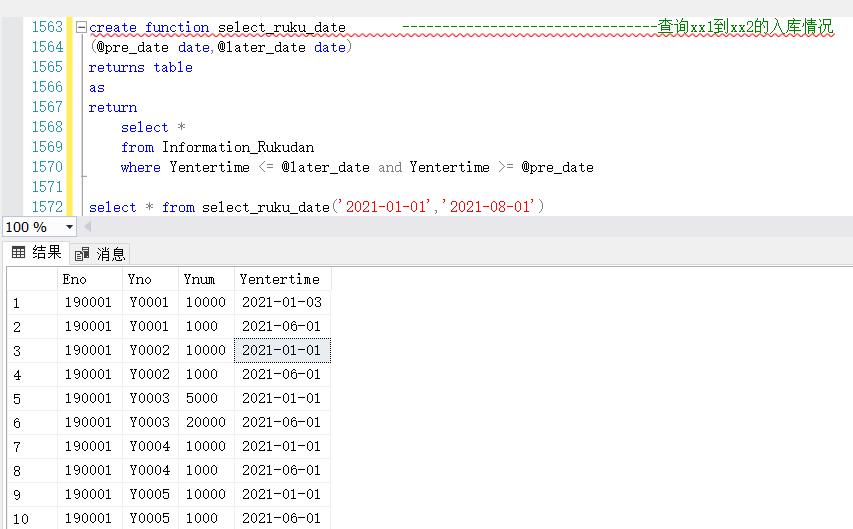 1563 create function select_ruku_date --------------------------------查询xx1到xx2的入库情况
1564 (@pre_date date,@later_date date)
1565 returns table
1566 as
1567 return
1568 select *
1569 from Information_Rukudan
1570 where Yentertime <= @later_date and Yentertime >= @pre_date
1571
1572 select * from select_ruku_date('2021-01-01','2021-08-01')
100 %
结果 消息
Eno Yno Ynum Yentertime
1 190001 Y0001 10000 2021-01-03
2 190001 Y0001 1000 2021-06-01
3 190001 Y0002 10000 2021-01-01
4 190001 Y0002 1000 2021-06-01
5 190001 Y0003 5000 2021-01-01
6 190001 Y0003 20000 2021-06-01
7 190001 Y0004 10000 2021-01-01
8 190001 Y0004 1000 2021-06-01
9 190001 Y0005 10000 2021-01-01
10 190001 Y0005 1000 2021-06-01